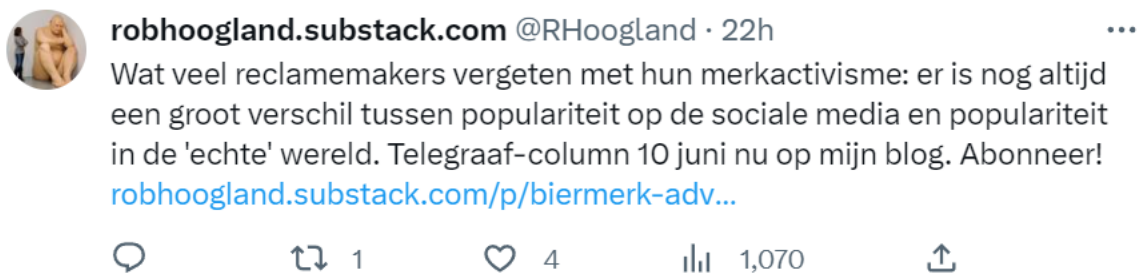 robhoogland.substack.com @RHoogland · 22h
Wat veel reclamemakers vergeten met hun merkactivisme: er is nog altijd
een groot verschil tussen populariteit op de sociale media en populariteit
in de 'echte' wereld. Telegraaf-column 10 juni nu op mijn blog. Abonneer!
robhoogland.substack.com/p/biermerk-adv...
1 4 1,070